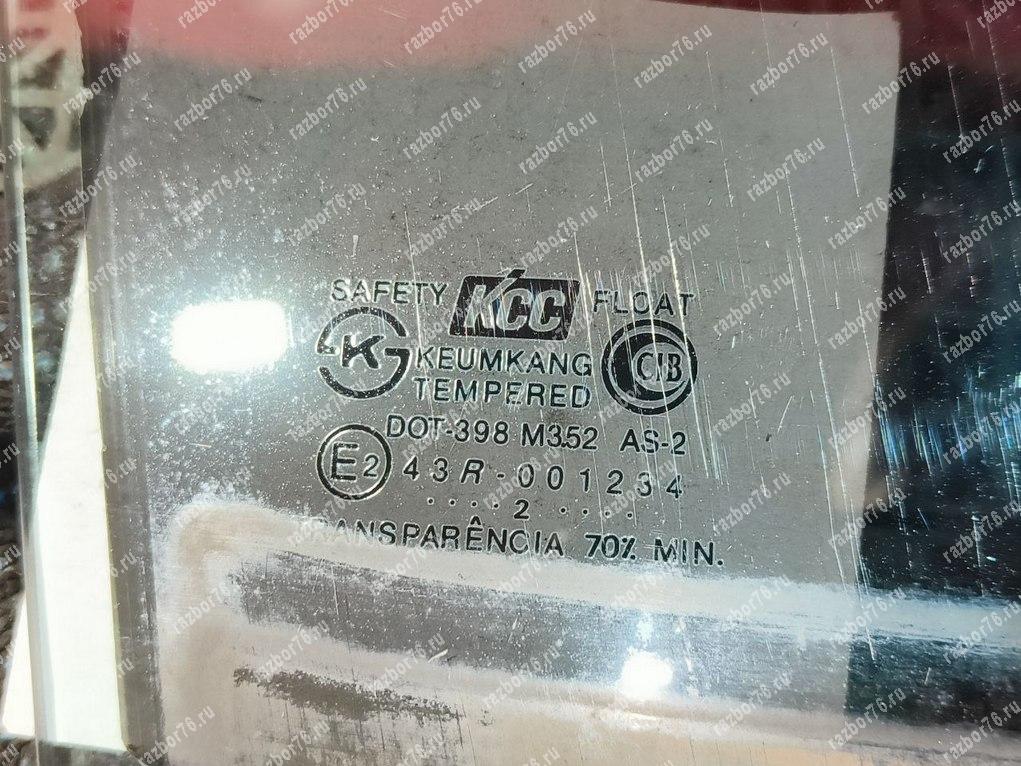 SAFETY KCC FLOAT
K KEUMKANG CIB
TEMPERED
DOT-398 M352 AS-2
E2 43R-001234
. . . . 2 . . . .
TRANSPARÊNCIA 70% MIN.
razbor76.ru